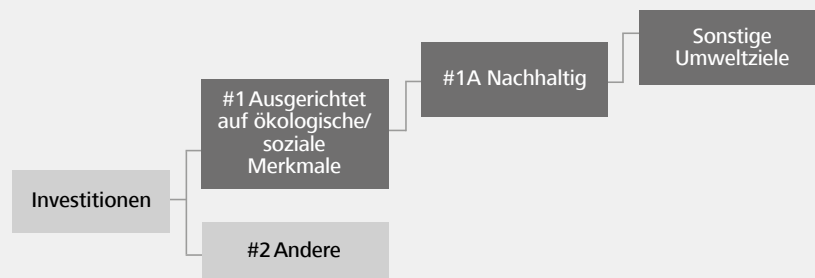 Investitionen
#1 Ausgerichtet
auf ökologische/
soziale
Merkmale
#2 Andere
#1A Nachhaltig
Sonstige
Umweltziele